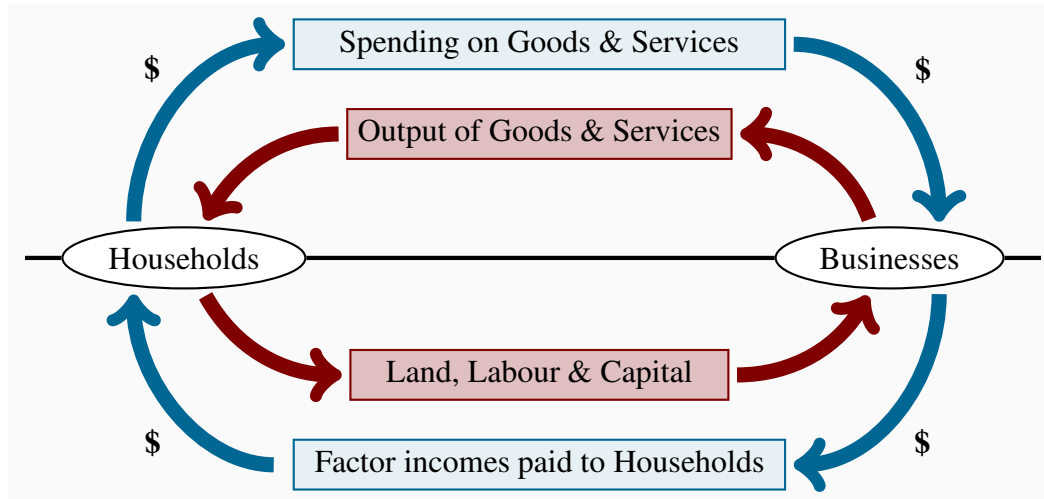 Spending on Goods & Services
$
$
Output of Goods & Services
Households
Businesses
Land, Labour & Capital
$
$
Factor incomes paid to Households